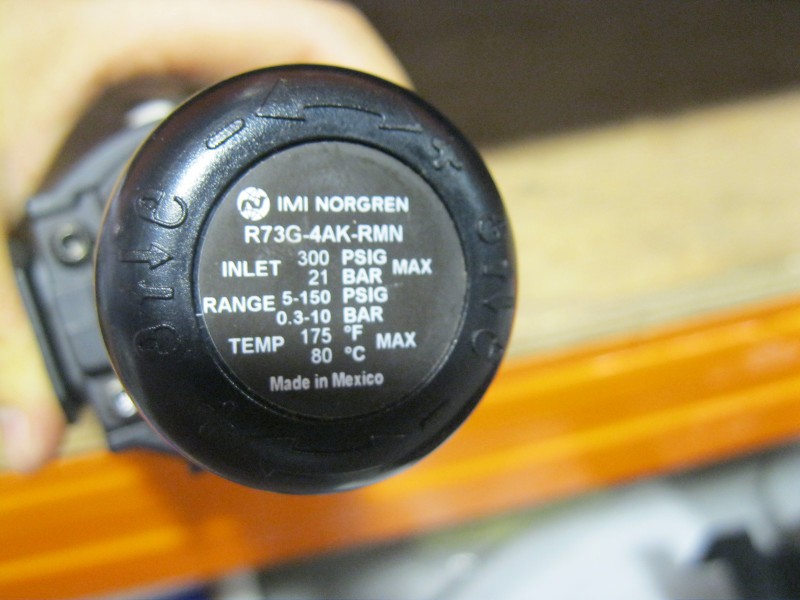 IMI NORGREN
R73G-4AK-RMN
INLET 300 PSIG MAX
21 BAR
RANGE 5-150 PSIG
0.3-10 BAR
TEMP 175 °F MAX
80 °C
Made in Mexico